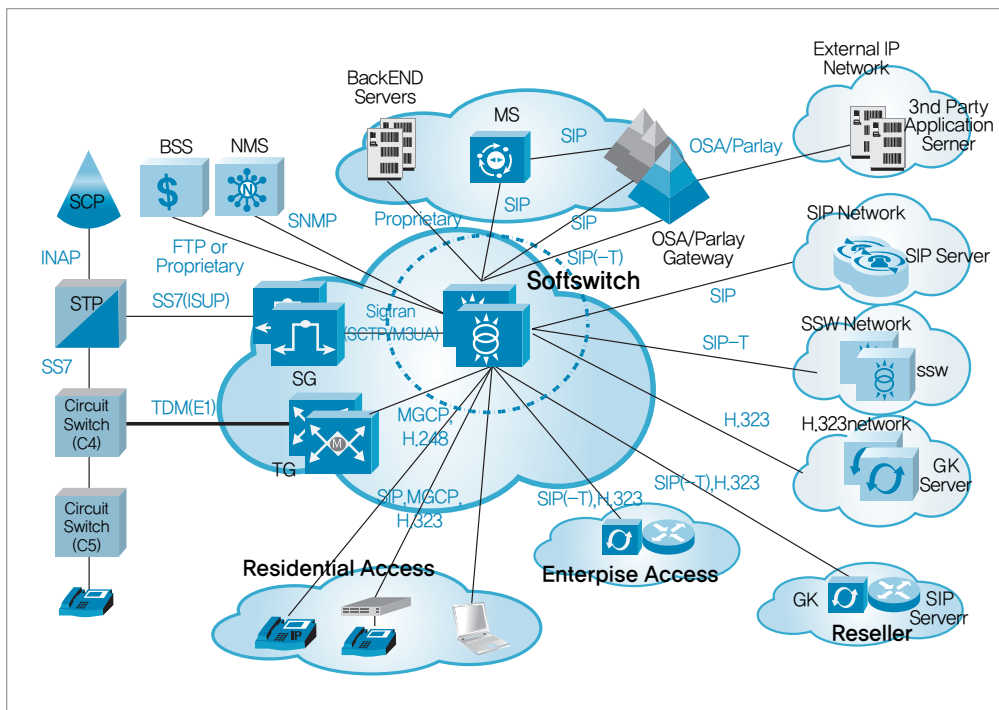 External IP
Network
BackEND
Servers
MS
3nd Party
Application
Serner
SIP
OSA/Parlay
BSS
NMS
SCP
$
N
SNMP
Proprietary
SIP
SIP
SIP Network
INAP
FTP or
Proprietary
SIP(-T)
OSA/Parlay
Gateway
SIP Server
Softswitch
SIP
STP
SS7(ISUP)
Sigtran
(SCTP/M3UA)
SSW Network
SIP-T
SS7
SG
ssw
Circuit
Switch
(C4)
TDM(E1)
MGCP,
H.248
H.323
H.323network
M
TG
GK
Server
Circuit
Switch
(C5)
SIP,MGCP,
H.323
SIP(-T),H.323
SIP(-T),H.323
Residential Access
Enterpise Access
IP
GK
SIP
Serverr
Reseller